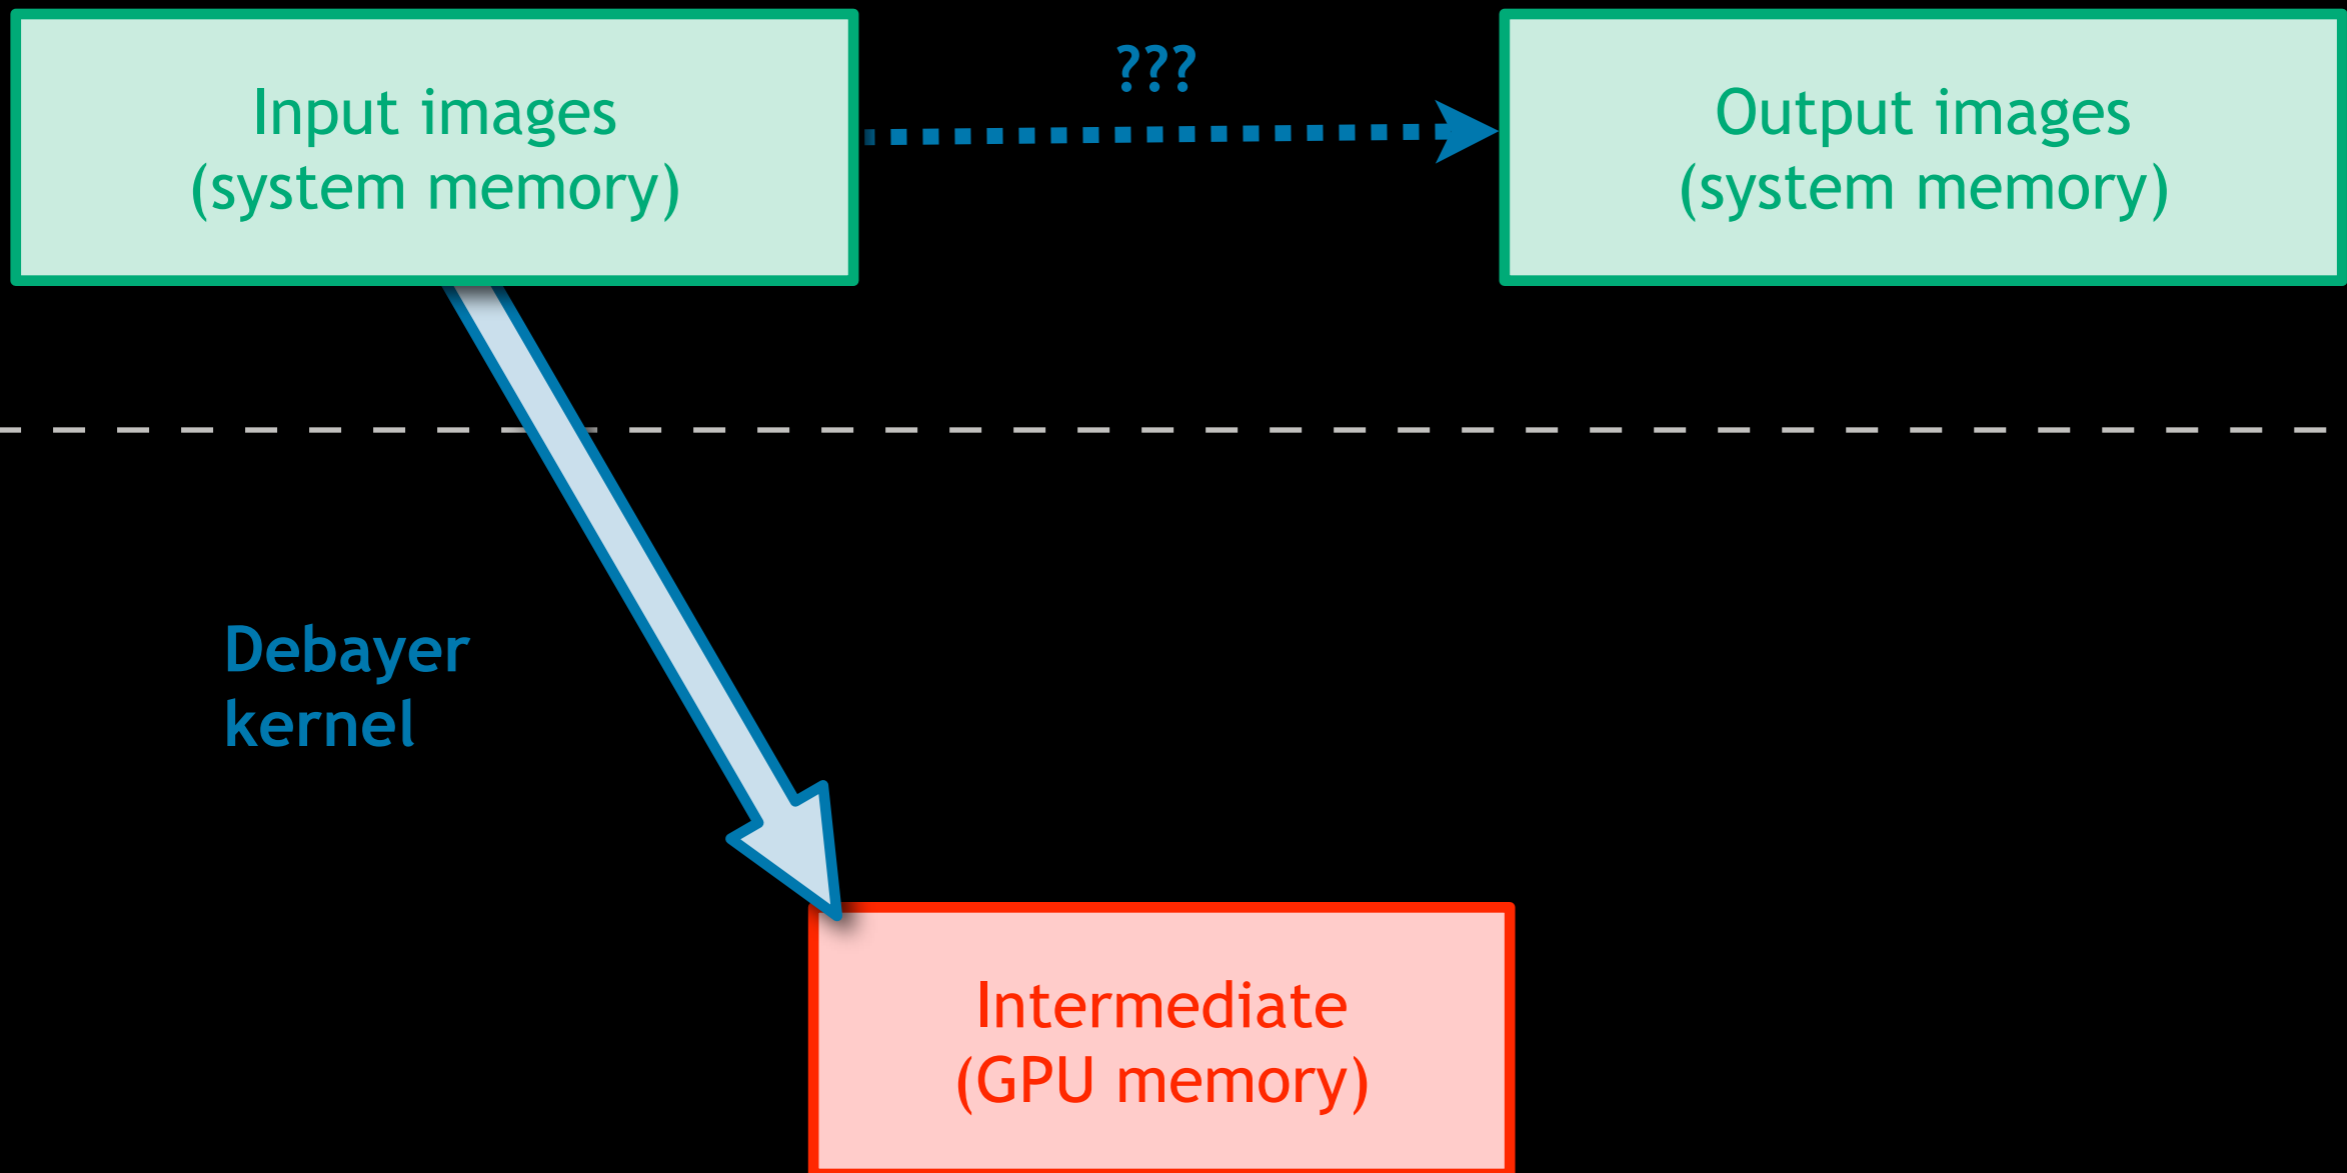 Input images
(system memory)
???
Output images
(system memory)
Debayer
kernel
Intermediate
(GPU memory)